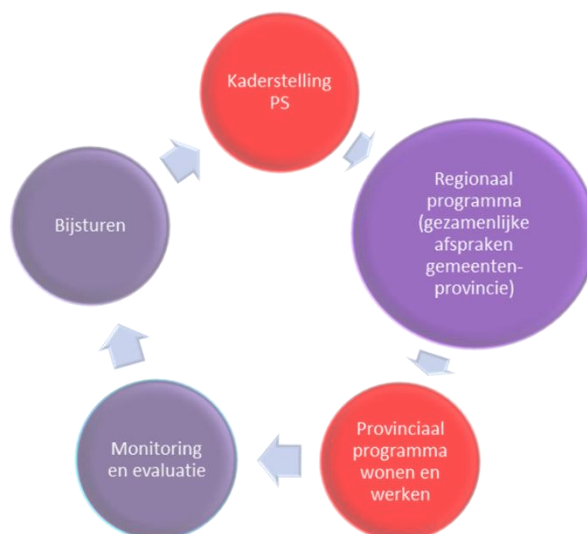 Kaderstelling
PS
Regionaal
programma
(gezamenlijke
afspraken
gemeenten-
provincie)
Provinciaal
programma
wonen en
werken
Monitoring
en evaluatie
Bijsturen